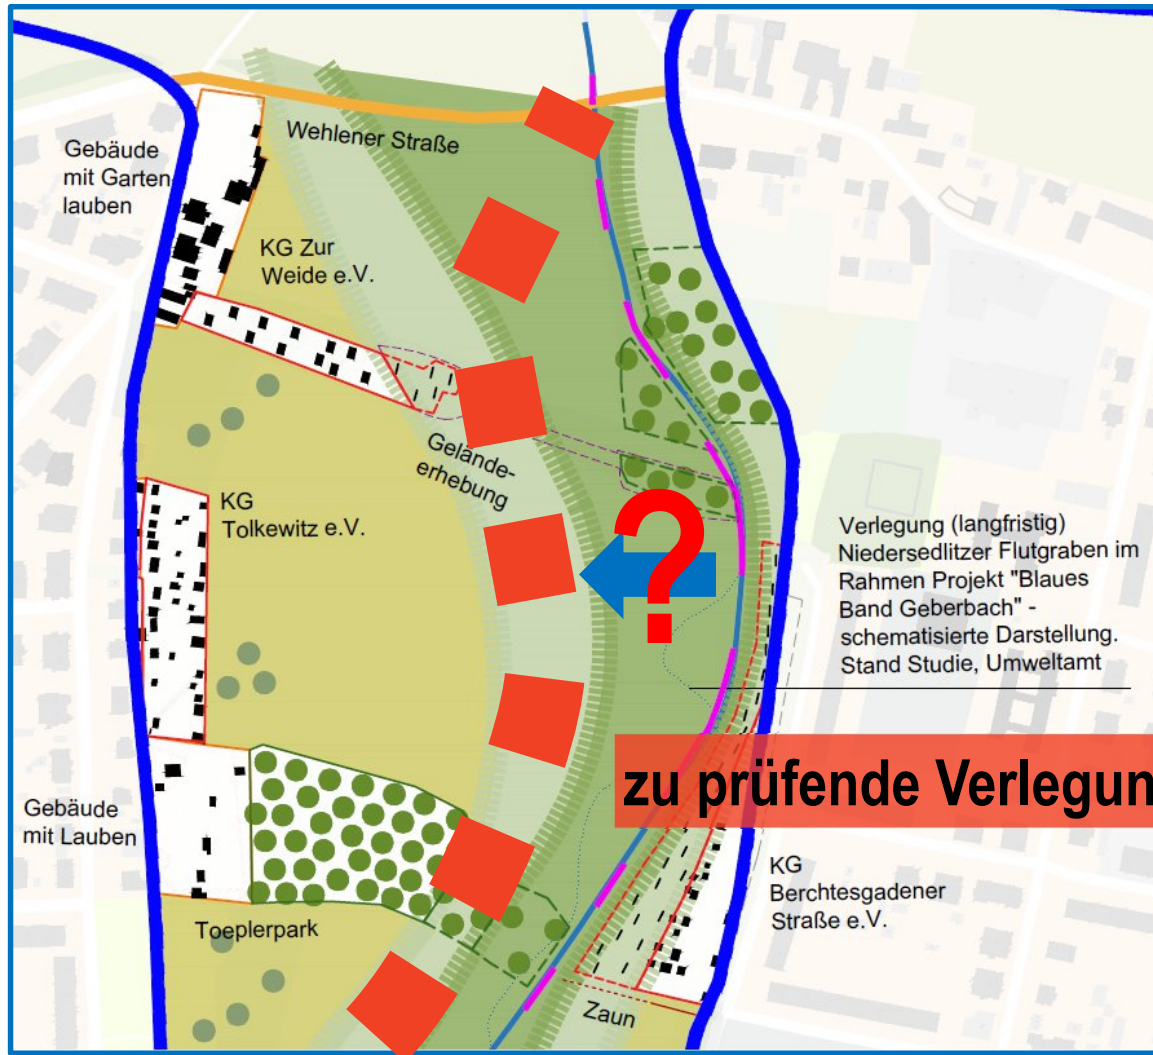 Wehlener Straße
Gebäude
mit Garten
lauben
KG Zur
Weide e.V.
Gelände-
erhebung
KG
Tolkewitz e.V.
?
Verlegung (langfristig)
Niedersedlitzer Flutgraben im
Rahmen Projekt "Blaues
Band Geberbach" -
schematisierte Darstellung.
Stand Studie, Umweltamt
zu prüfende Verlegun
Gebäude
mit Lauben
KG
Berchtesgadener
Straße e.V.
Toeplerpark
Zaun